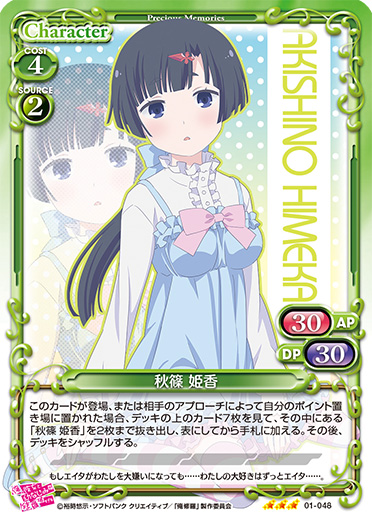 Precious Memories
Character
COST
4
SOURCE
2
AKISHINO HIMEKA
30 AP
DP 30
秋篠 姫香
このカードが登場、または相手のアプローチによって自分のポイント置
き場に置かれた場合、デッキの上のカード7枚を見て、その中にある
「秋篠 姫香」を2枚まで抜き出し、表にしてから手札に加える。その後、
デッキをシャッフルする。
もしエイタがわたしを大嫌いになっても……わたしの大好きはずっとエイタ……。
©裕時悠示・ソフトバンク クリエイティブ/「俺修羅」製作委員会
01-048